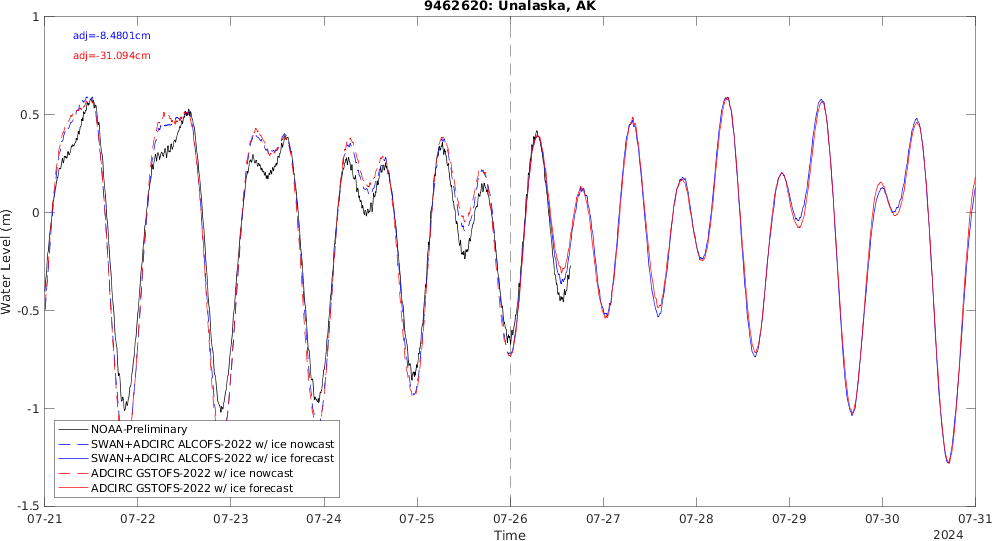 9462620: Unalaska, AK
adj=-8.4801cm
adj=-31.094cm
1
0.5
0
-0.5
-1
-1.5
Water Level (m)
NOAA-Preliminary
SWAN+ADCIRC ALCOFS-2022 w/ ice nowcast
SWAN+ADCIRC ALCOFS-2022 w/ ice forecast
ADCIRC GSTOFS-2022 w/ ice nowcast
ADCIRC GSTOFS-2022 w/ ice forecast
07-21 07-22 07-23 07-24 07-25 07-26 07-27 07-28 07-29 07-30 07-31
Time
2024